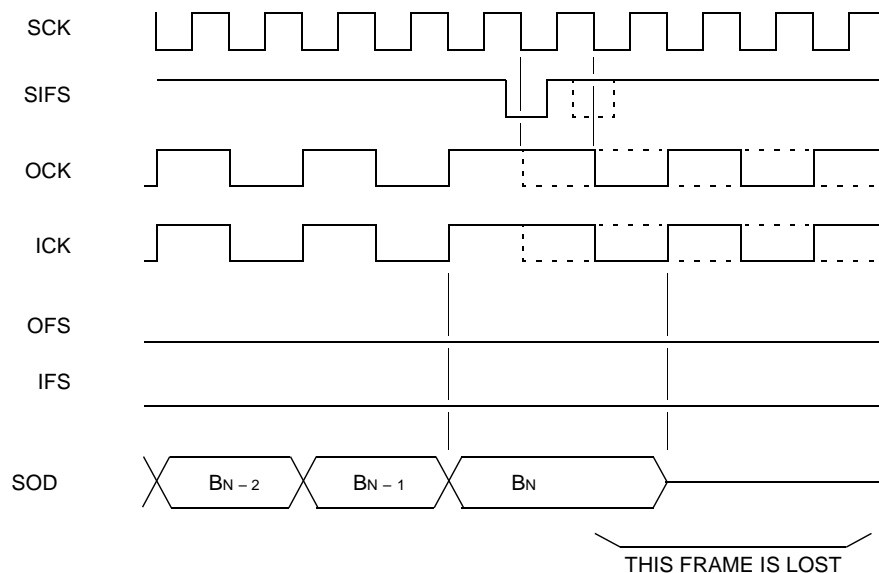 SCK
SIFS
OCK
ICK
OFS
IFS
SOD
BN – 2
BN – 1
BN
THIS FRAME IS LOST